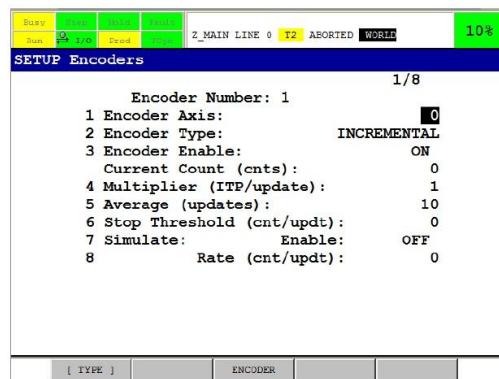 Busy Step Hold Fault
Run I/O Prod TCyc
Z_MAIN LINE 0 T2 ABORTED WORLD
10%
SETUP Encoders
1/8
Encoder Number: 1
1 Encoder Axis: 0
2 Encoder Type: INCREMENTAL
3 Encoder Enable: ON
Current Count (cnts): 0
4 Multiplier (ITP/update): 1
5 Average (updates): 10
6 Stop Threshold (cnt/updt): 0
7 Simulate: Enable: OFF
8 Rate (cnt/updt): 0
[ TYPE ] ENCODER